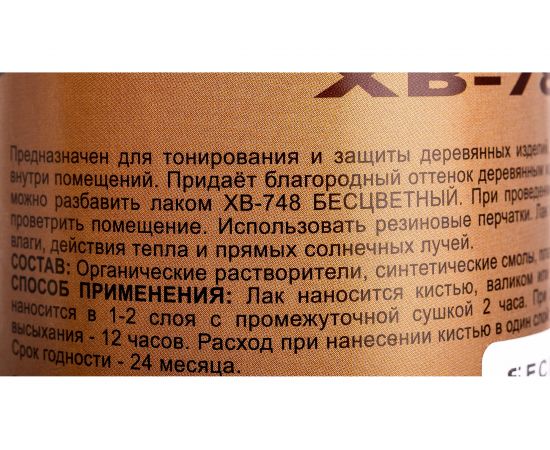 ХВ-78
Предназначен для тонирования и защиты деревянных изделий,
внутри помещений. Придаёт благородный оттенок деревянным
можно разбавить лаком ХВ-748 БЕСЦВЕТНЫЙ. При проведе
проветрить помещение. Использовать резиновые перчатки. Лак
влаги, действия тепла и прямых солнечных лучей.
СОСТАВ: Органические растворители, синтетические смолы,
СПОСОБ ПРИМЕНЕНИЯ: Лак наносится кистью, валиком
наносится в 1-2 слоя с промежуточной сушкой 2 часа. При
высыхания - 12 часов. Расход при нанесении кистью в один слой
Срок годности - 24 месяца.